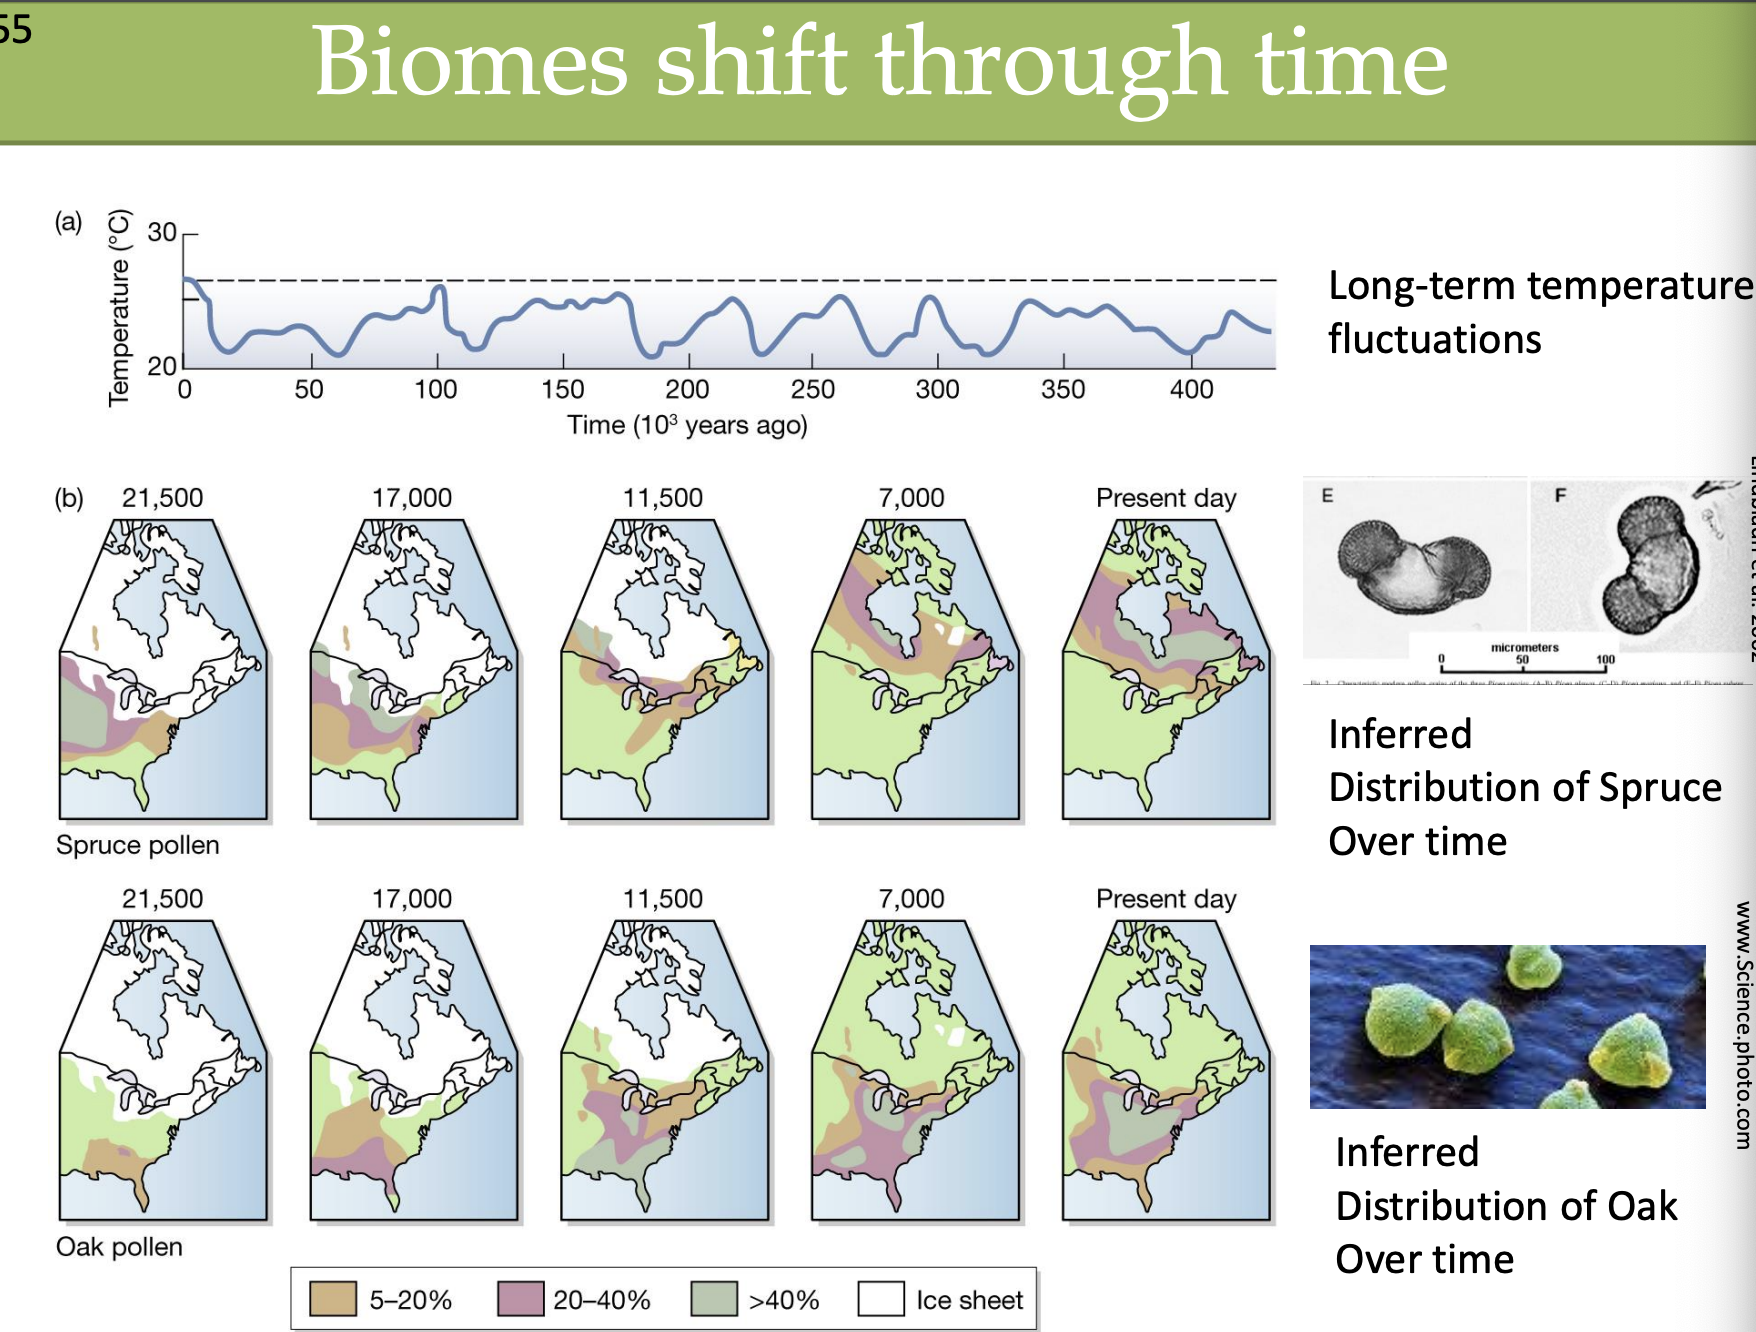 55
Biomes shift through time
(a)
Temperature (°C)
30
20
0 50 100 150 200 250 300 350 400
Time (10³ years ago)
Long-term temperature
fluctuations
(b)
21,500 17,000 11,500 7,000 Present day
Spruce pollen
E F
micrometers
0 50 100
Inferred
Distribution of Spruce
Over time
21,500 17,000 11,500 7,000 Present day
Oak pollen
www.Science.photo.com
Inferred
Distribution of Oak
Over time
5–20% 20–40% >40% Ice sheet